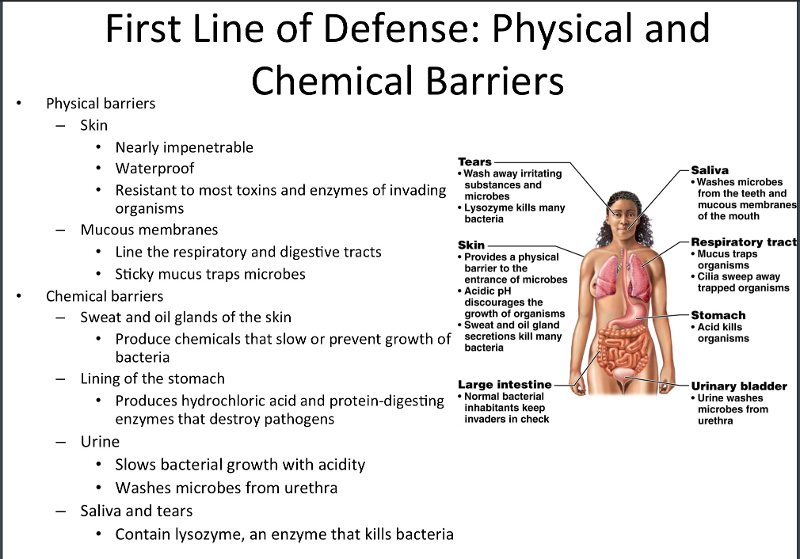 First Line of Defense: Physical and
Chemical Barriers
• Physical barriers
– Skin
• Nearly impenetrable
• Waterproof
• Resistant to most toxins and enzymes of invading
organisms
– Mucous membranes
• Line the respiratory and digestive tracts
• Sticky mucus traps microbes
• Chemical barriers
– Sweat and oil glands of the skin
• Produce chemicals that slow or prevent growth of
bacteria
– Lining of the stomach
• Produces hydrochloric acid and protein-digesting
enzymes that destroy pathogens
– Urine
• Slows bacterial growth with acidity
• Washes microbes from urethra
– Saliva and tears
• Contain lysozyme, an enzyme that kills bacteria
Tears
• Wash away irritating
substances and
microbes
• Lysozyme kills many
bacteria
Skin
• Provides a physical
barrier to the
entrance of microbes
• Acidic pH
discourages the
growth of organisms
• Sweat and oil gland
secretions kill many
bacteria
Large intestine
• Normal bacterial
inhabitants keep
invaders in check
Saliva
• Washes microbes
from the teeth and
mucous membranes
of the mouth
Respiratory tract
• Mucus traps
organisms
• Cilia sweep away
trapped organisms
Stomach
• Acid kills
organisms
Urinary bladder
• Urine washes
microbes from
urethra